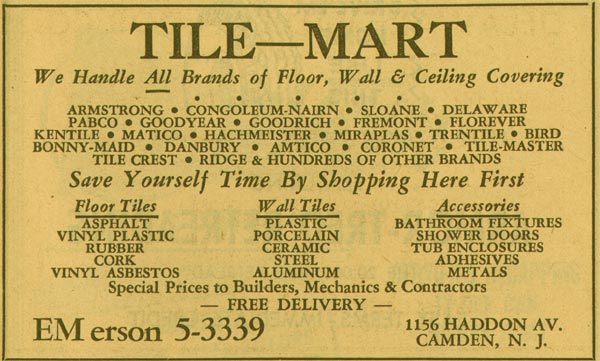 TILE—MART
We Handle All Brands of Floor, Wall & Ceiling Covering
ARMSTRONG • CONGOLEUM-NAIRN • SLOANE • DELAWARE
PABCO • GOODYEAR • GOODRICH • FREMONT • FLOREVER
KENTILE • MATICO • HACHMEISTER • MIRAPLAS • TRENTILE • BIRD
BONNY-MAID • DANBURY • AMTICO • CORONET • TILE-MASTER
TILE CREST • RIDGE & HUNDREDS OF OTHER BRANDS
Save Yourself Time By Shopping Here First
Floor Tiles
ASPHALT
VINYL PLASTIC
RUBBER
CORK
VINYL ASBESTOS
Wall Tiles
PLASTIC
PORCELAIN
CERAMIC
STEEL
ALUMINUM
Accessories
BATHROOM FIXTURES
SHOWER DOORS
TUB ENCLOSURES
ADHESIVES
METALS
Special Prices to Builders, Mechanics & Contractors
— FREE DELIVERY —
EM erson 5-3339
1156 HADDON AV.
CAMDEN, N. J.